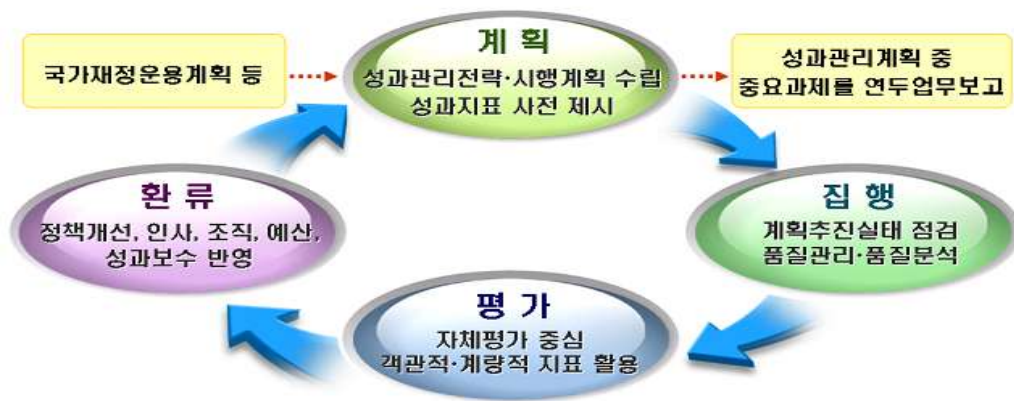 계 획
성과관리전략·시행계획 수립
성과지표 사전 제시
국가재정운용계획 등
성과관리계획 중
중요과제를 연두업무보고
집 행
계획추진실태 점검
품질관리·품질분석
평 가
자체평가 중심
객관적·계량적 지표 활용
환 류
정책개선, 인사, 조직, 예산,
성과보수 반영